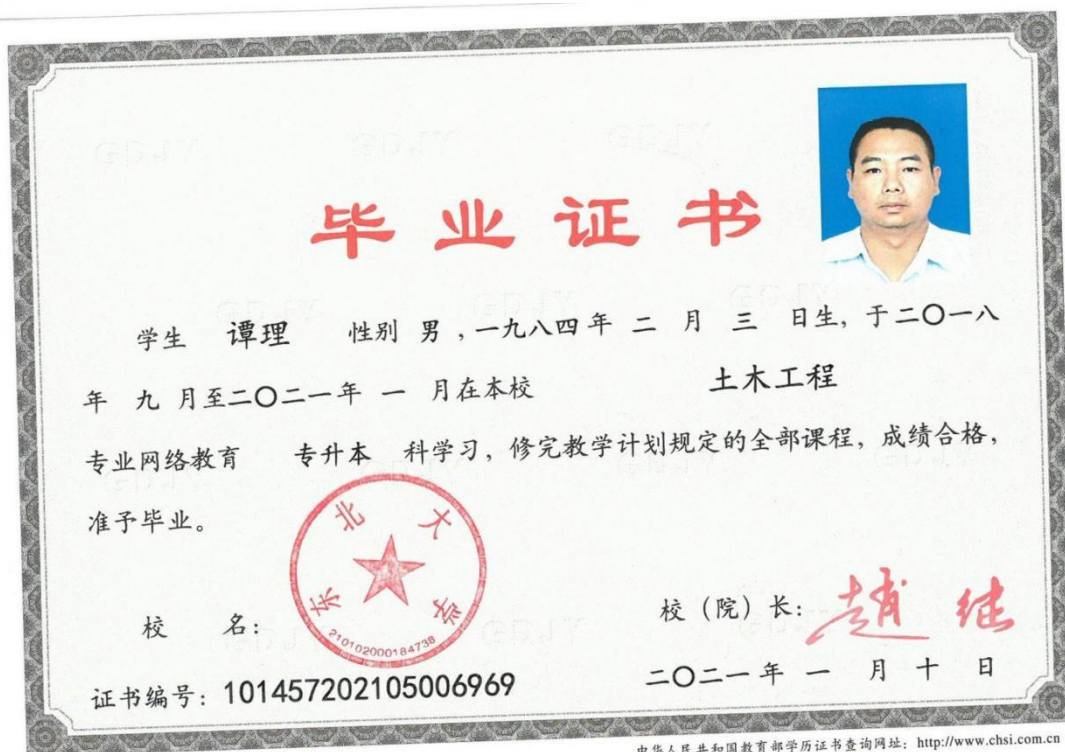 毕业证书
学生 谭理 性别 男 , 一九八四年 二 月 三 日生, 于二〇一八
年 九 月至二〇二一年 一 月在本校 土木工程
专业网络教育 专升本 科学习, 修完教学计划规定的全部课程, 成绩合格,
准予毕业。
东北大学
210102000184738
校 名:
校（院）长: 赵继
证书编号: 101457202105006969
二〇二一年 一 月 十 日
中华人民共和国教育部学历证书查询网址: http://www.chsi.com.cn